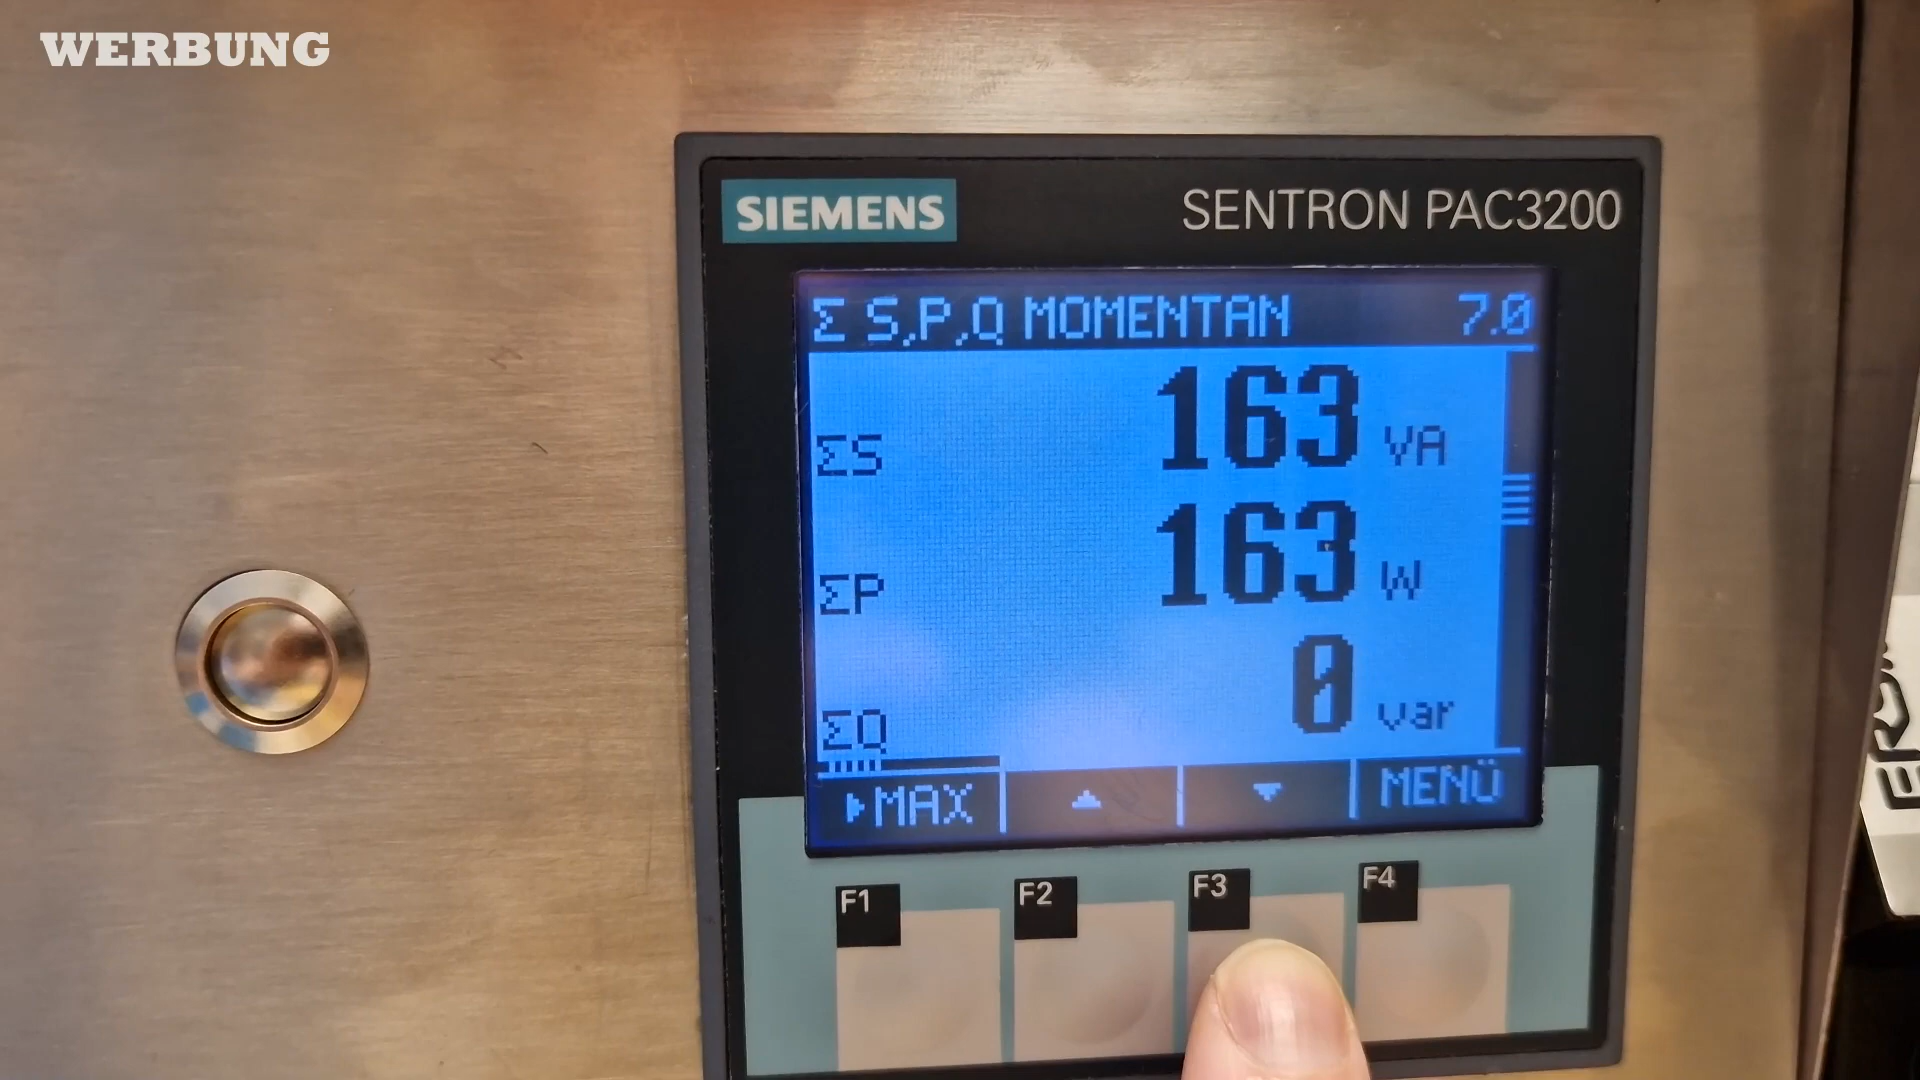 WERBUNG
SIEMENS
SENTRON PAC3200
Σ S,P,Q MOMENTAN 7.0
ΣS 163 VA
ΣP 163 W
ΣQ 0 var
▸MAX ▲ ▼ MENÜ
F1 F2 F3 F4